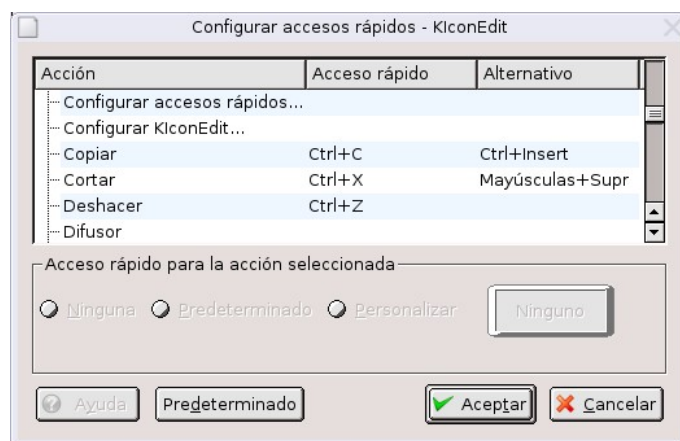 Configurar accesos rápidos - KIconEdit
Acción Acceso rápido Alternativo
Configurar accesos rápidos...
Configurar KIconEdit...
Copiar Ctrl+C Ctrl+Insert
Cortar Ctrl+X Mayúsculas+Supr
Deshacer Ctrl+Z
Difusor
Acceso rápido para la acción seleccionada
Ninguna Predeterminado Personalizar Ninguno
Ayuda Predeterminado Aceptar Cancelar